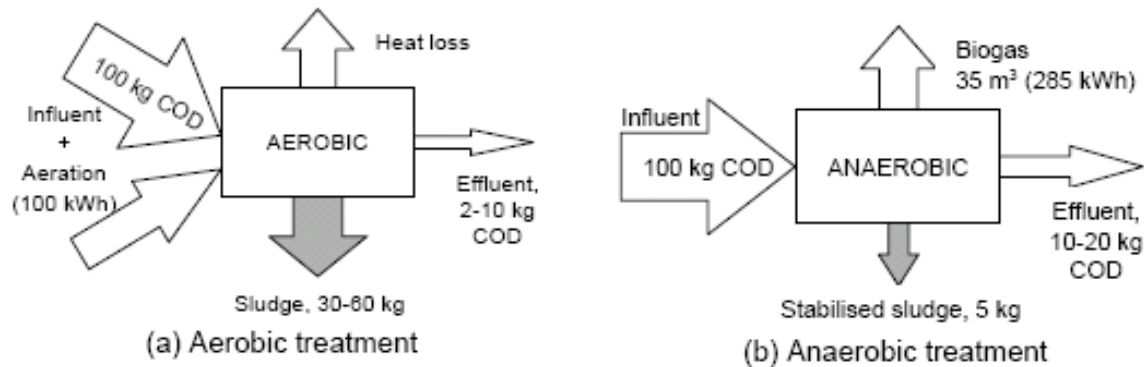 100 kg COD
Influent
+
Aeration
(100 kWh)
Heat loss
AEROBIC
Effluent,
2-10 kg
COD
Sludge, 30-60 kg
(a) Aerobic treatment
Influent
100 kg COD
Biogas
35 m³ (285 kWh)
ANAEROBIC
Effluent,
10-20 kg
COD
Stabilised sludge, 5 kg
(b) Anaerobic treatment